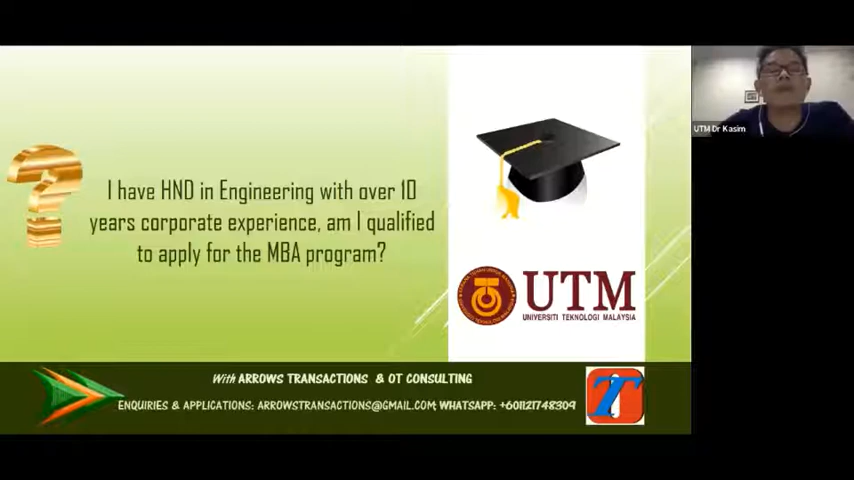 I have HND in Engineering with over 10
years corporate experience, am I qualified
to apply for the MBA program?
UTM
UNIVERSITI TEKNOLOGI MALAYSIA
With ARROWS TRANSACTIONS & OT CONSULTING
ENQUIRIES & APPLICATIONS: ARROWSTRANSACTIONS@GMAIL.COM; WHATSAPP: +601121748309
UTM Dr Kasim